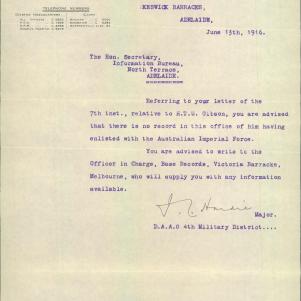 TELEPHONE NUMBERS
KESWICK BARRACKS,
ADELAIDE,
June 13th, 1916.
The Hon. Secretary,
Information Bureau,
North Terrace,
ADELAIDE.
Referring to your letter of the
7th inst., relative to H.T.G. Gibson, you are advised
that there is no record in this office of him having
enlisted with the Australian Imperial Force.
You are advised to write to the
Officer in Charge, Base Records, Victoria Barracks,
Melbourne, who will supply you with any information
available.
Major.
D.A.A.G 4th Military District....